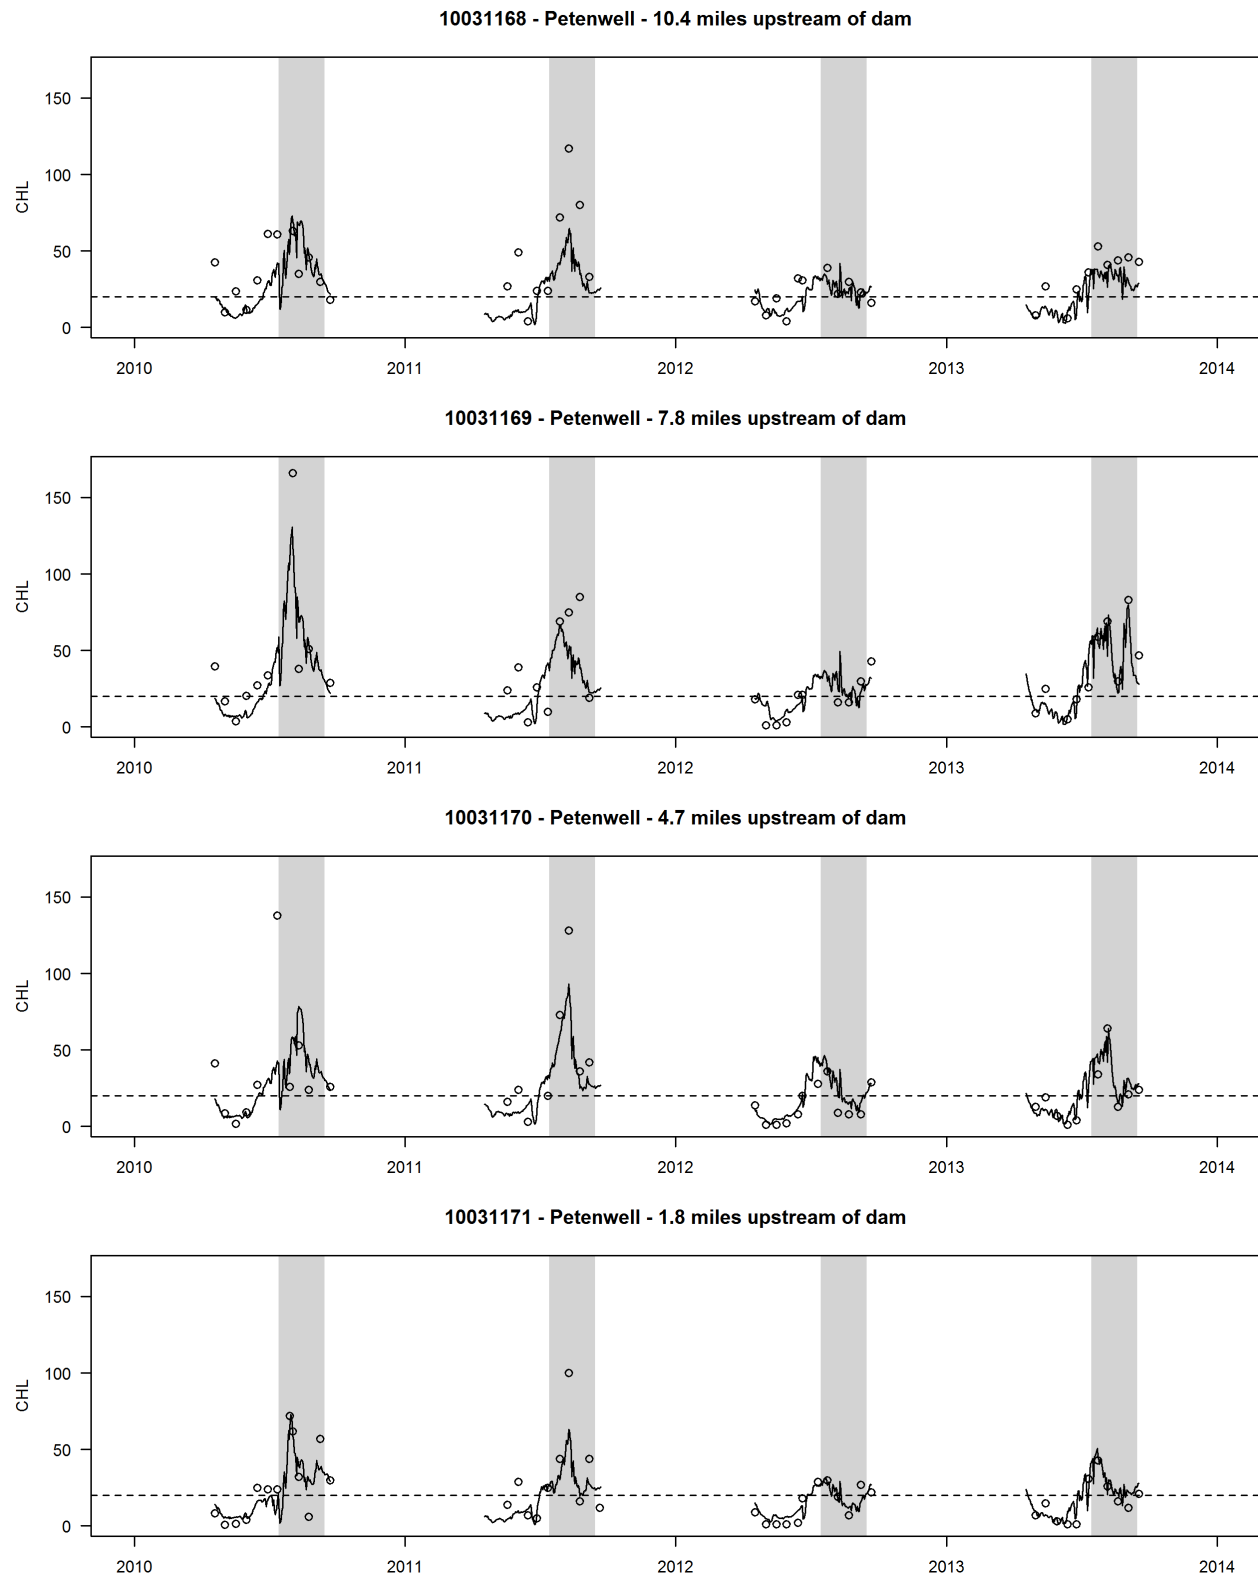 10031168 - Petenwell - 10.4 miles upstream of dam
150
100
50
0
CHL
2010 2011 2012 2013 2014
10031169 - Petenwell - 7.8 miles upstream of dam
150
100
50
0
CHL
2010 2011 2012 2013 2014
10031170 - Petenwell - 4.7 miles upstream of dam
150
100
50
0
CHL
2010 2011 2012 2013 2014
10031171 - Petenwell - 1.8 miles upstream of dam
150
100
50
0
CHL
2010 2011 2012 2013 2014